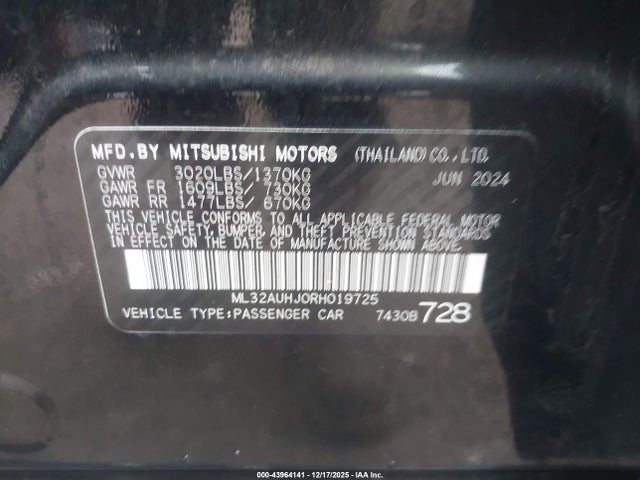 MFD.BY MITSUBISHI MOTORS (THAILAND)CO.,LTD.
GVWR 3020LBS/1370KG JUN 2024
GAWR FR 1609LBS/ 730KG
GAWR RR 1477LBS/ 670KG
THIS VEHICLE CONFORMS TO ALL APPLICABLE FEDERAL MOTOR
VEHICLE SAFETY, BUMPER, AND THEFT PREVENTION STANDARDS
IN EFFECT ON THE DATE OF MANUFACTURE SHOWN ABOVE.
ML32AUHJ0RH019725
VEHICLE TYPE:PASSENGER CAR 7430B 728
00-43964141 - 12/17/2025 - IAA Inc.